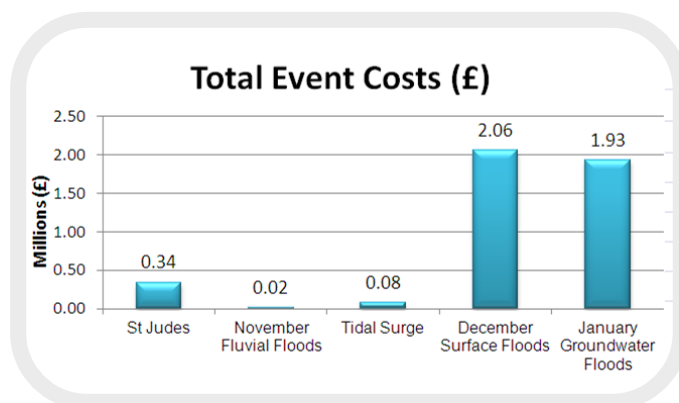 Total Event Costs (£)
Millions (£)
2.50
2.00
1.50
1.00
0.50
0.00
0.34
0.02
0.08
2.06
1.93
St Judes
November
Fluvial Floods
Tidal Surge
December
Surface Floods
January
Groundwater
Floods